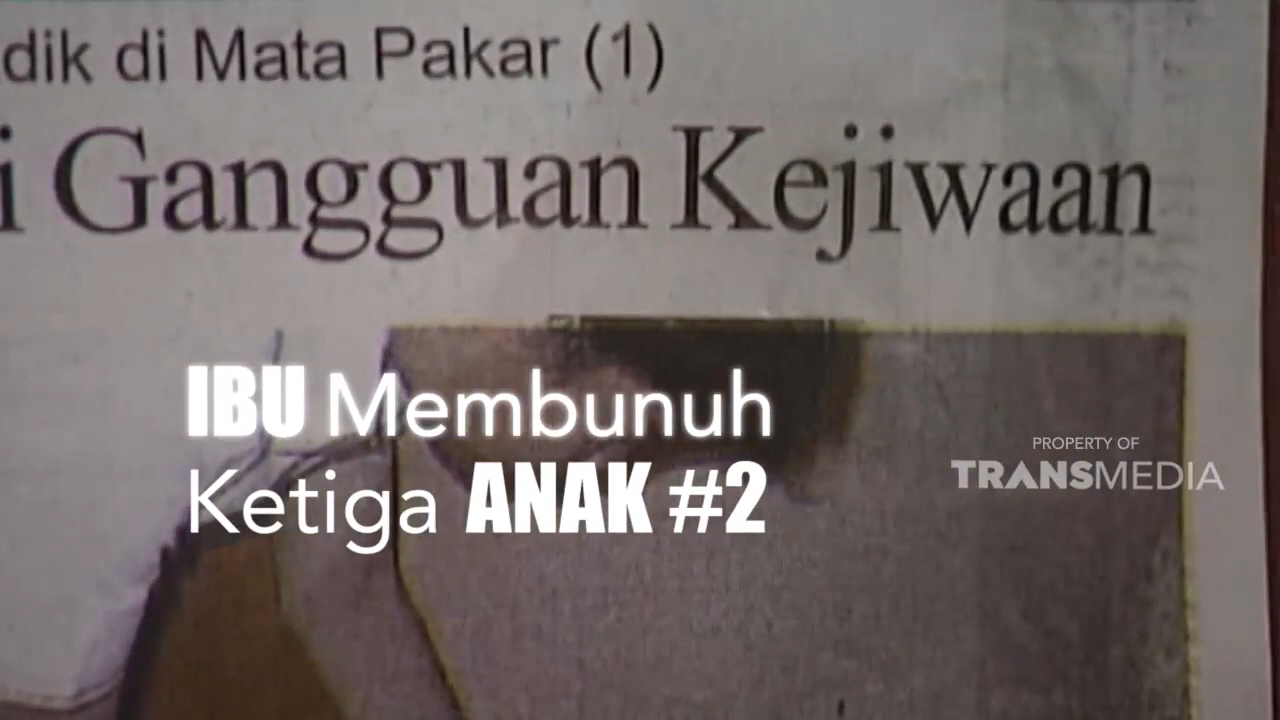 dik di Mata Pakar (1)
i Gangguan Kejiwaan
IBU Membunuh
Ketiga ANAK #2
PROPERTY OF
TRANSMEDIA